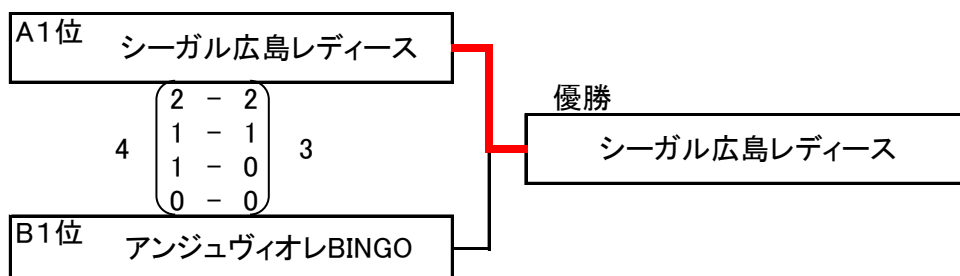 A1位 シーガル広島レディース
2 − 2
優勝
1 − 1
4 3
シーガル広島レディース
1 − 0
0 − 0
B1位 アンジュヴィオレBINGO